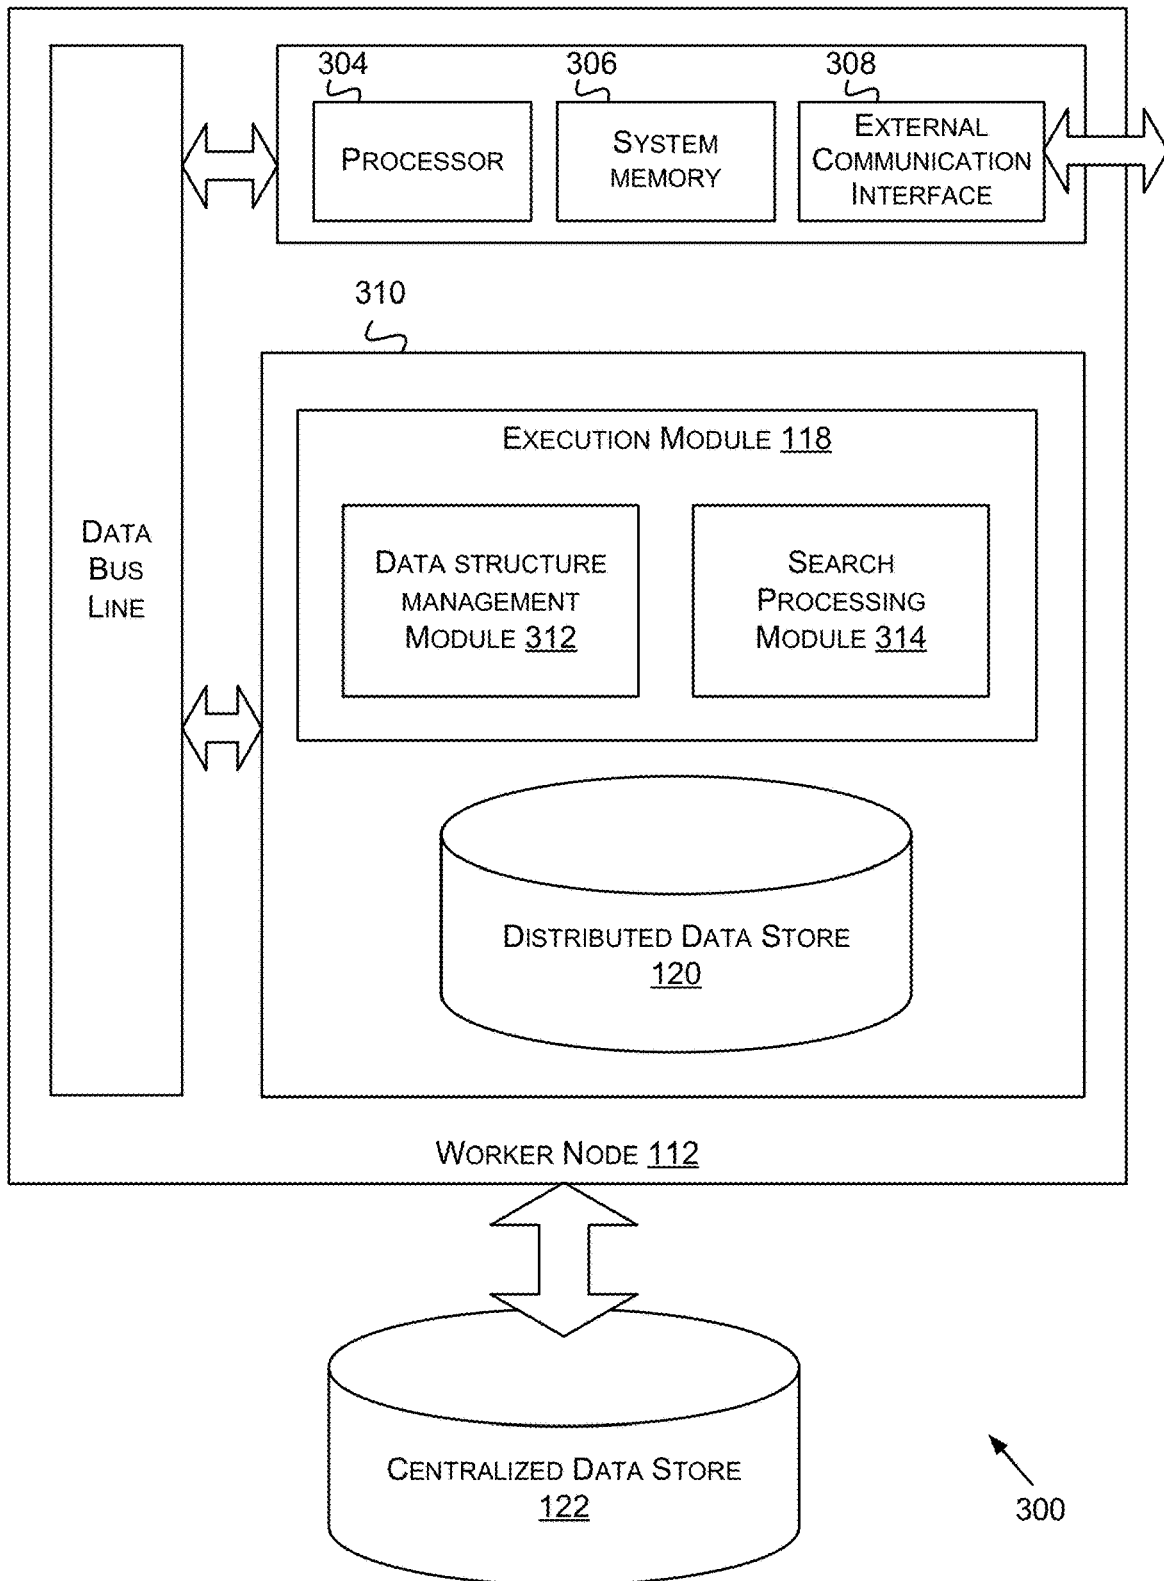 304
306
308
PROCESSOR
SYSTEM
MEMORY
EXTERNAL
COMMUNICATION
INTERFACE
310
EXECUTION MODULE 118
DATA
BUS
LINE
DATA STRUCTURE
MANAGEMENT
MODULE 312
SEARCH
PROCESSING
MODULE 314
DISTRIBUTED DATA STORE
120
WORKER NODE 112
CENTRALIZED DATA STORE
122
300